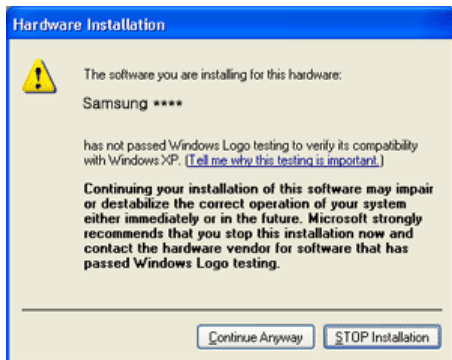 Hardware Installation
The software you are installing for this hardware:
Samsung ****
has not passed Windows Logo testing to verify its compatibility
with Windows XP. (Tell me why this testing is important.)
Continuing your installation of this software may impair
or destabilize the correct operation of your system
either immediately or in the future. Microsoft strongly
recommends that you stop this installation now and
contact the hardware vendor for software that has
passed Windows Logo testing.
Continue Anyway
STOP Installation